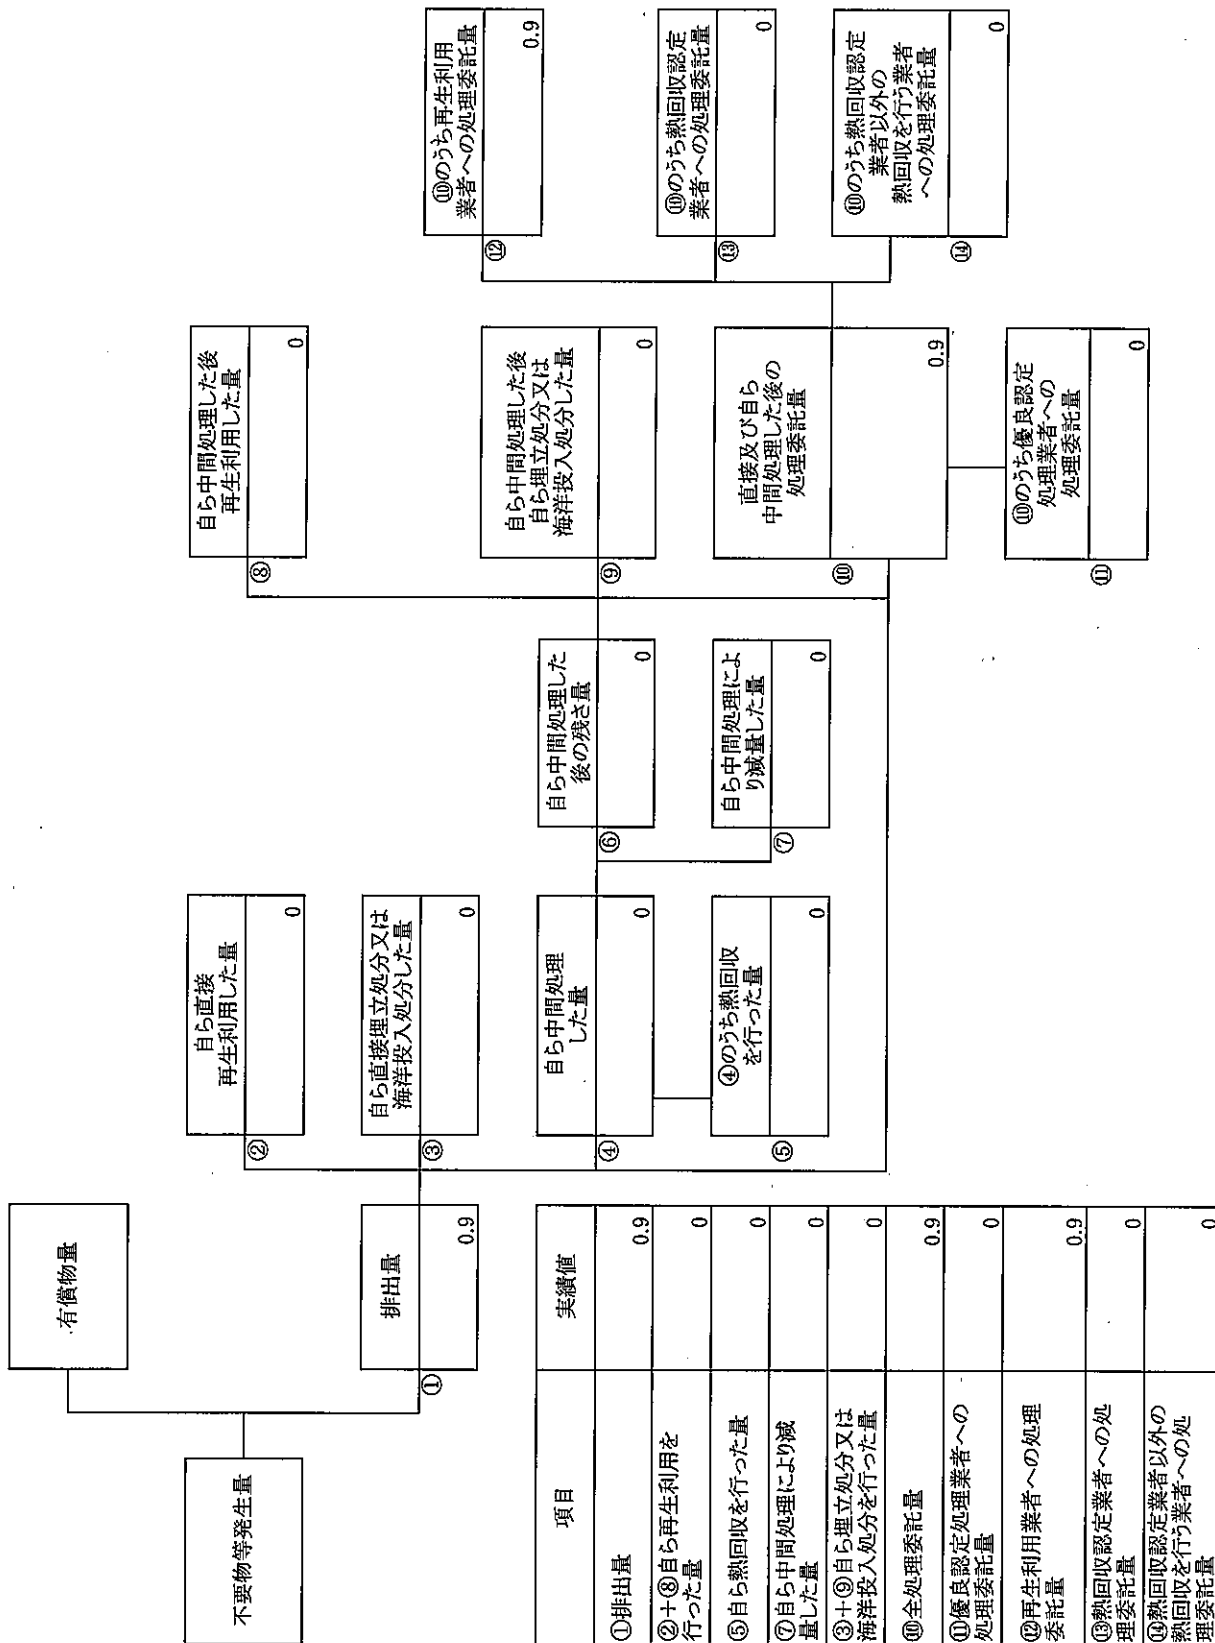 不要物等発生量
.有償物量
排出量
①
0.9
自ら直接
再生利用した量
②
0
自ら直接埋立処分又は
海洋投入処分した量
③
0
自ら中間処理
した量
④
0
④のうち熱回収
を行った量
⑤
0
自ら中間処理した
後の残さ量
⑥
0
自ら中間処理によ
り減量した量
⑦
0
自ら中間処理した後
再生利用した量
⑧
0
自ら中間処理した後
自ら埋立処分又は
海洋投入処分した量
⑨
0
直接及び自ら
中間処理した後の
処理委託量
⑩
0.9
⑩のうち優良認定
処理業者への
処理委託量
⑪
0
⑩のうち再生利用
業者への処理委託量
⑫
0.9
⑩のうち熱回収認定
業者への処理委託量
⑬
0
⑩のうち熱回収認定
業者以外の
熱回収を行う業者
への処理委託量
⑭
0
項目 実績値
①排出量 0.9
②+⑧自ら再生利用を
行った量 0
⑤自ら熱回収を行った量 0
⑦自ら中間処理により減
量した量 0
③+⑨自ら埋立処分又は
海洋投入処分を行った量 0
⑩全処理委託量 0.9
⑪優良認定処理業者への
処理委託量 0
⑫再生利用業者への処理
委託量 0.9
⑬熱回収認定業者への処
理委託量 0
⑭熱回収認定業者以外の
熱回収を行う業者への処
理委託量 0